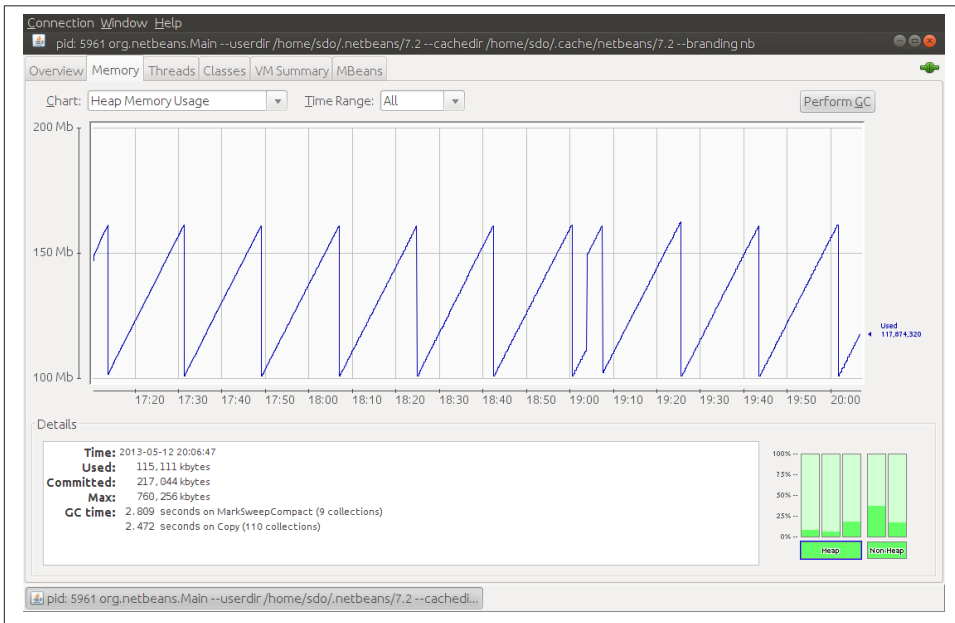 Connection Window Help
pid: 5961 org.netbeans.Main --userdir /home/sdo/.netbeans/7.2 --cachedir /home/sdo/.cache/netbeans/7.2 --branding nb
Overview Memory Threads Classes VM Summary MBeans
Chart: Heap Memory Usage Time Range: All Perform GC
200 Mb
150 Mb
Used
117,874,320
100 Mb
17:20 17:30 17:40 17:50 18:00 18:10 18:20 18:30 18:40 18:50 19:00 19:10 19:20 19:30 19:40 19:50 20:00
Details
Time: 2013-05-12 20:06:47
Used: 115,111 kbytes
Committed: 217,044 kbytes
Max: 760,256 kbytes
GC time: 2.809 seconds on MarkSweepCompact (9 collections)
2.472 seconds on Copy (110 collections)
100% --
75% --
50% --
25% --
0% --
Heap Non-Heap
pid: 5961 org.netbeans.Main --userdir /home/sdo/.netbeans/7.2 --cachedi...